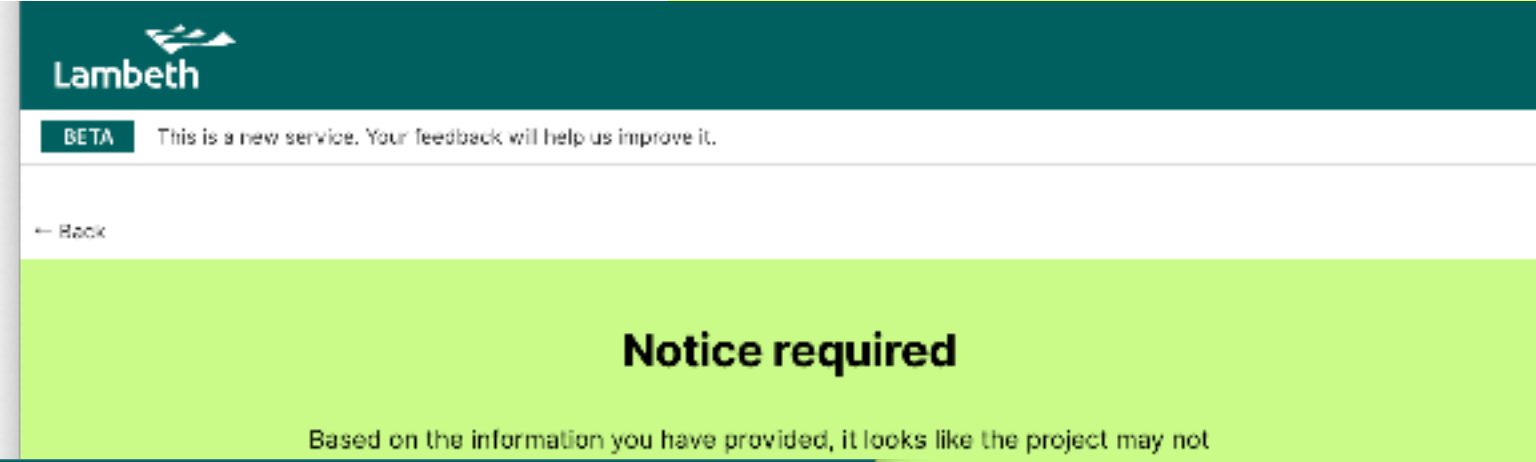 Lambeth
BETA This is a new service. Your feedback will help us improve it.
← Back
Notice required
Based on the information you have provided, it looks like the project may not